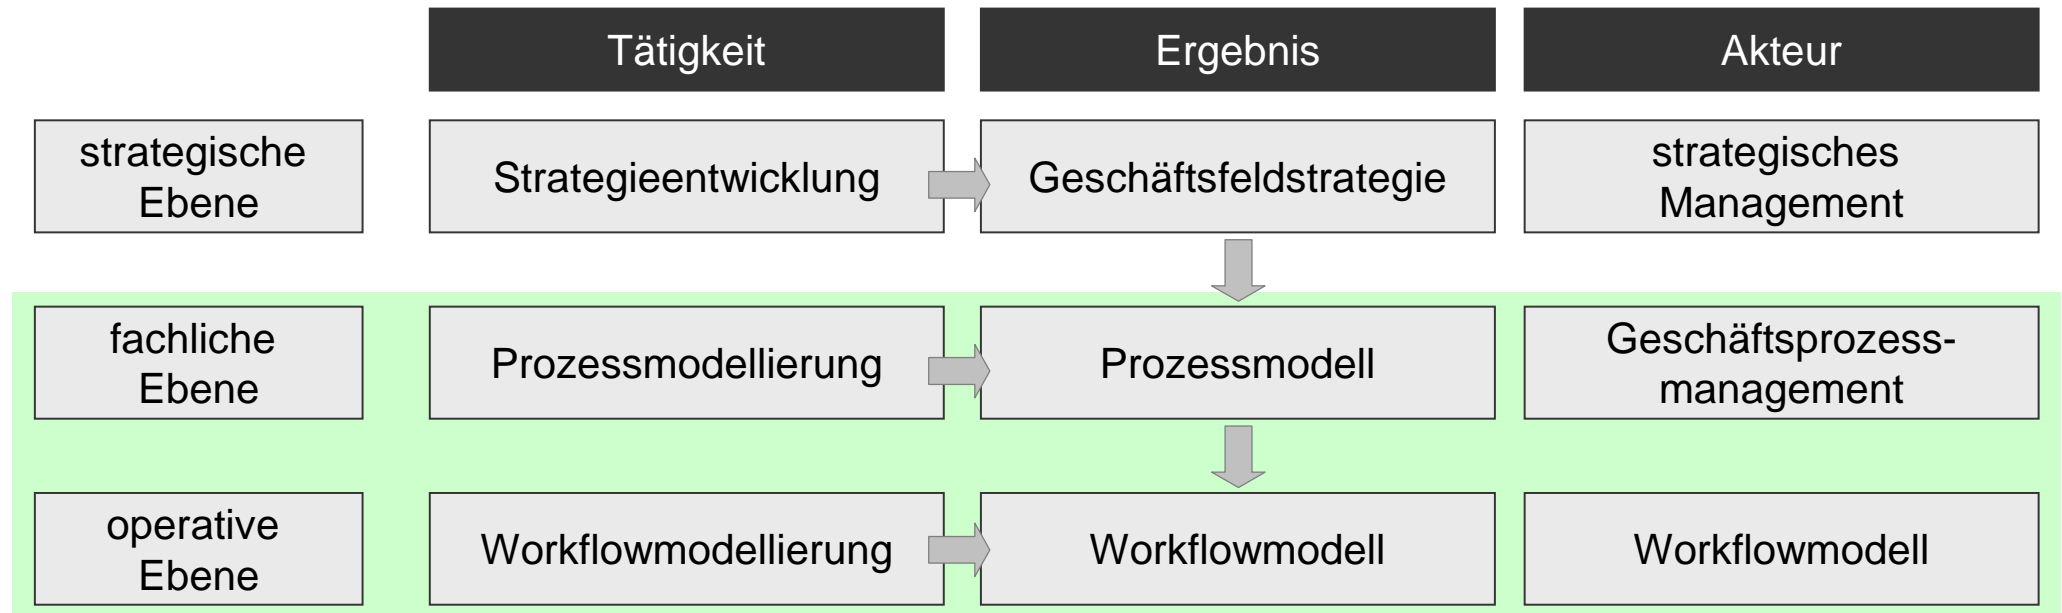 Tätigkeit
Ergebnis
Akteur
strategische
Ebene
Strategieentwicklung
Geschäftsfeldstrategie
strategisches
Management
fachliche
Ebene
Prozessmodellierung
Prozessmodell
Geschäftsprozess-
management
operative
Ebene
Workflowmodellierung
Workflowmodell
Workflowmodell